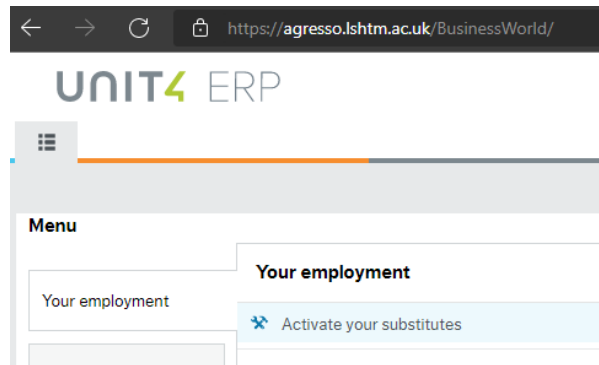 https://agresso.lshtm.ac.uk/BusinessWorld/
UNIT4 ERP
Menu
Your employment
Your employment
Activate your substitutes